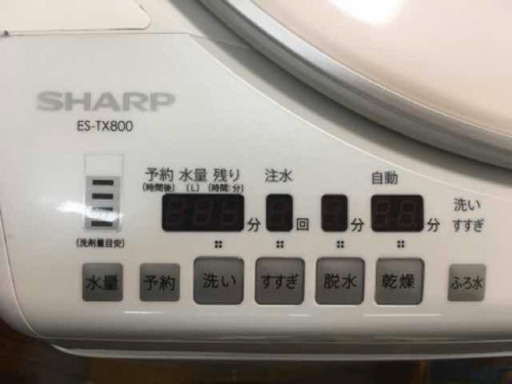 SHARP
ES-TX800
予約 水量 残り 注水 自動
(時間後) (L) (時間:分)
洗い
すすぎ
分 回 分 分
(洗剤量目安)
水量 予約 洗い すすぎ 脱水 乾燥 ふろ水